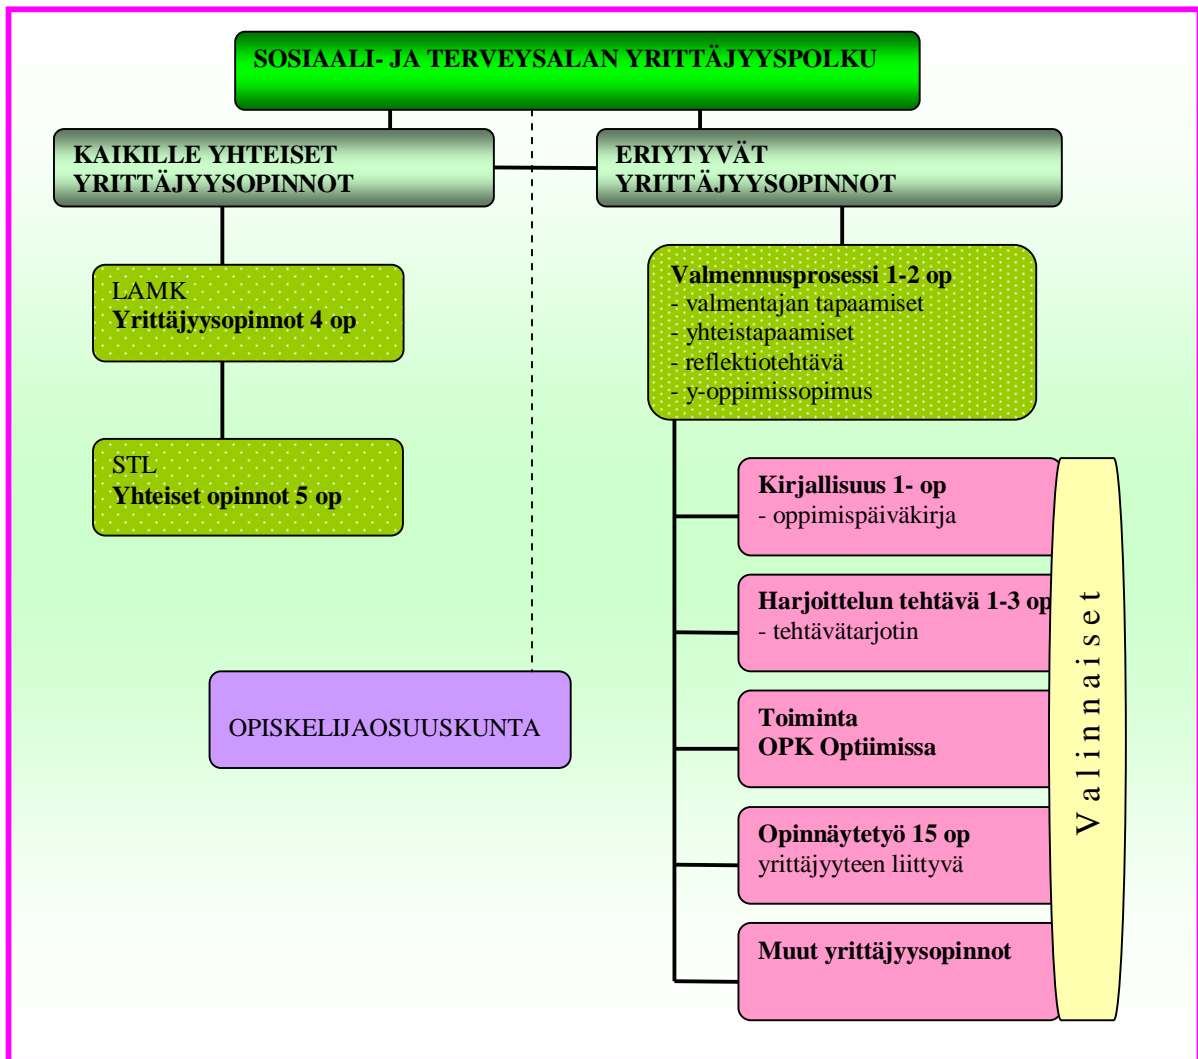 SOSIAALI- JA TERVEYSALAN YRITTÄJYYSPOLKU
KAIKILLE YHTEISET
YRITTÄJYYSOPINNOT
ERIYTYVÄT
YRITTÄJYYSOPINNOT
LAMK
Yrittäjyysopinnot 4 op
STL
Yhteiset opinnot 5 op
OPISKELIJAOSUUSKUNTA
Valmennusprosessi 1-2 op
- valmentajan tapaamiset
- yhteistapaamiset
- reflektiotehtävä
- y-oppimissopimus
Kirjallisuus 1- op
- oppimispäiväkirja
Harjoittelun tehtävä 1-3 op
- tehtävätarjotin
Toiminta
OPK Optiimissa
Opinnäytetyö 15 op
yrittäjyyteen liittyvä
Muut yrittäjyysopinnot
Valinnaiset